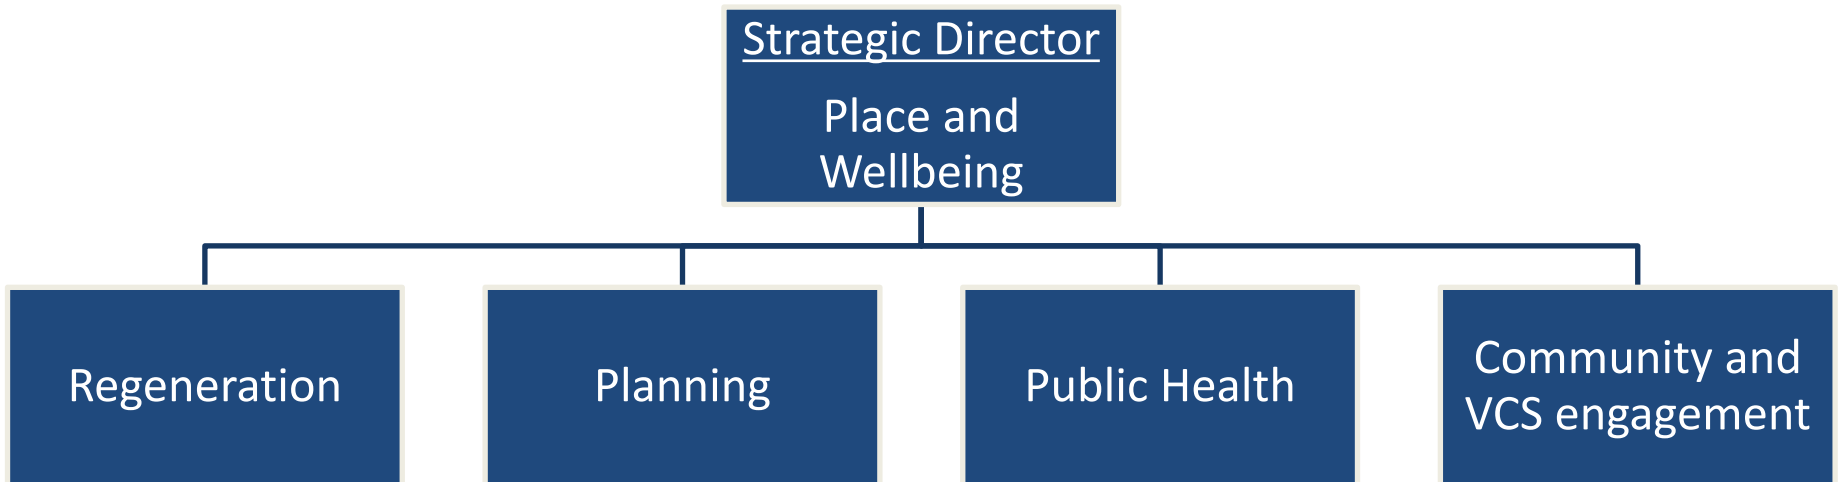 Strategic Director
Place and
Wellbeing
Regeneration
Planning
Public Health
Community and
VCS engagement